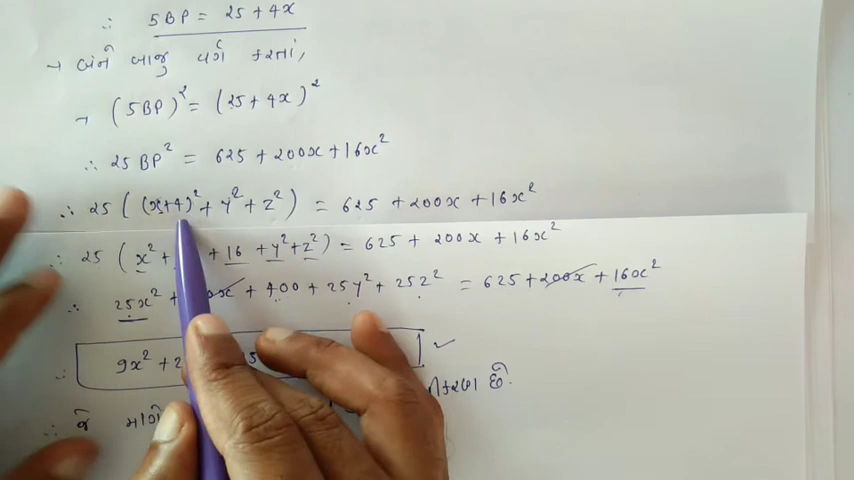 ∴ 5BP = 25 + 4x
→ બંને બાજુ વર્ગ કરતાં,
→ (5BP)² = (25 + 4x)²
∴ 25BP² = 625 + 200x + 16x²
∴ 25((x+4)² + y² + z²) = 625 + 200x + 16x²
∴ 25(x² + + 16 + y² + z²) = 625 + 200x + 16x²
∴ 25x² + 0x + 400 + 25y² + 25z² = 625 + 200x + 16x²
∴ 9x² + 2
∴ જે છે.